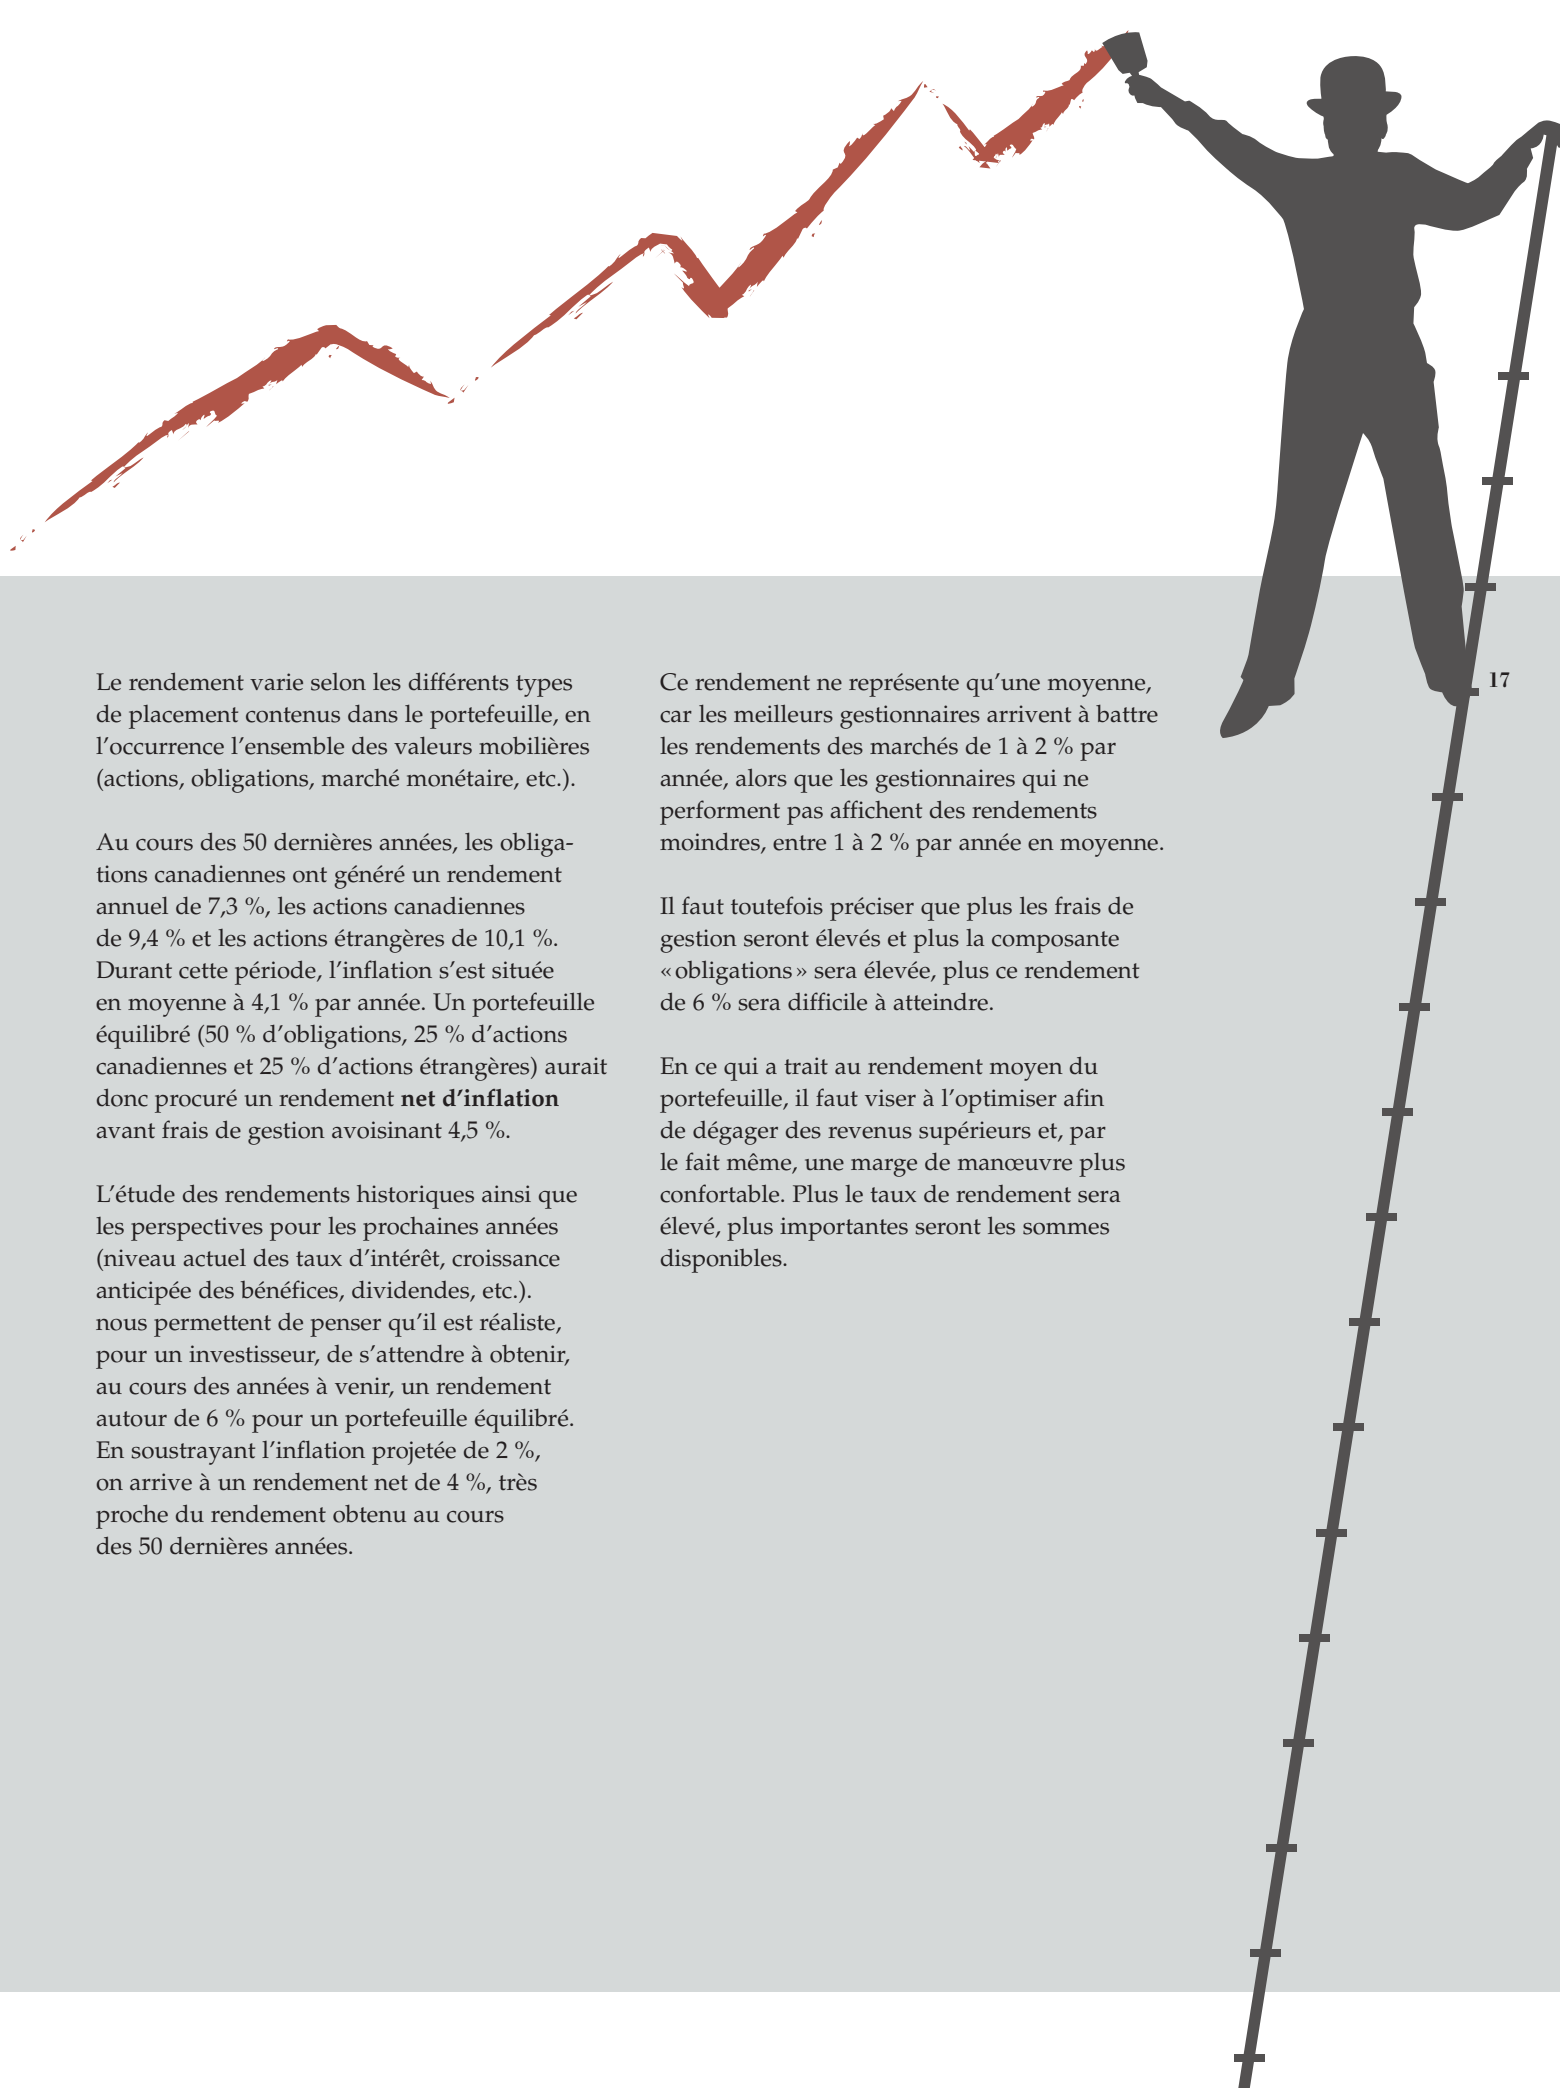 Le rendement varie selon les différents types
de placement contenus dans le portefeuille, en
l’occurrence l’ensemble des valeurs mobilières
(actions, obligations, marché monétaire, etc.).
Au cours des 50 dernières années, les obliga-
tions canadiennes ont généré un rendement
annuel de 7,3 %, les actions canadiennes
de 9,4 % et les actions étrangères de 10,1 %.
Durant cette période, l’inflation s’est située
en moyenne à 4,1 % par année. Un portefeuille
équilibré (50 % d’obligations, 25 % d’actions
canadiennes et 25 % d’actions étrangères) aurait
donc procuré un rendement net d’inflation
avant frais de gestion avoisinant 4,5 %.
L’étude des rendements historiques ainsi que
les perspectives pour les prochaines années
(niveau actuel des taux d’intérêt, croissance
anticipée des bénéfices, dividendes, etc.).
nous permettent de penser qu’il est réaliste,
pour un investisseur, de s’attendre à obtenir,
au cours des années à venir, un rendement
autour de 6 % pour un portefeuille équilibré.
En soustrayant l’inflation projetée de 2 %,
on arrive à un rendement net de 4 %, très
proche du rendement obtenu au cours
des 50 dernières années.
Ce rendement ne représente qu’une moyenne,
car les meilleurs gestionnaires arrivent à battre
les rendements des marchés de 1 à 2 % par
année, alors que les gestionnaires qui ne
performent pas affichent des rendements
moindres, entre 1 à 2 % par année en moyenne.
Il faut toutefois préciser que plus les frais de
gestion seront élevés et plus la composante
«obligations» sera élevée, plus ce rendement
de 6 % sera difficile à atteindre.
En ce qui a trait au rendement moyen du
portefeuille, il faut viser à l’optimiser afin
de dégager des revenus supérieurs et, par
le fait même, une marge de manœuvre plus
confortable. Plus le taux de rendement sera
élevé, plus importantes seront les sommes
disponibles.
17